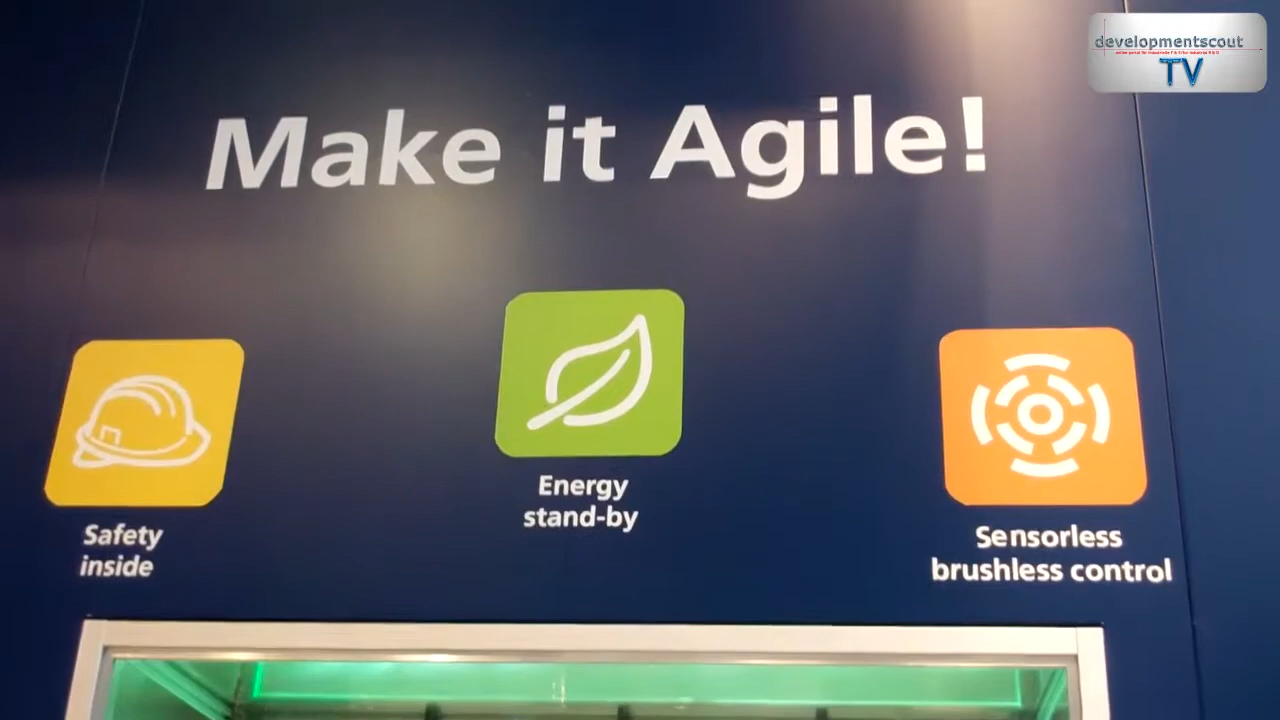 developmentscout
TV
Make it Agile!
Energy
stand-by
Safety
inside
Sensorless
brushless control